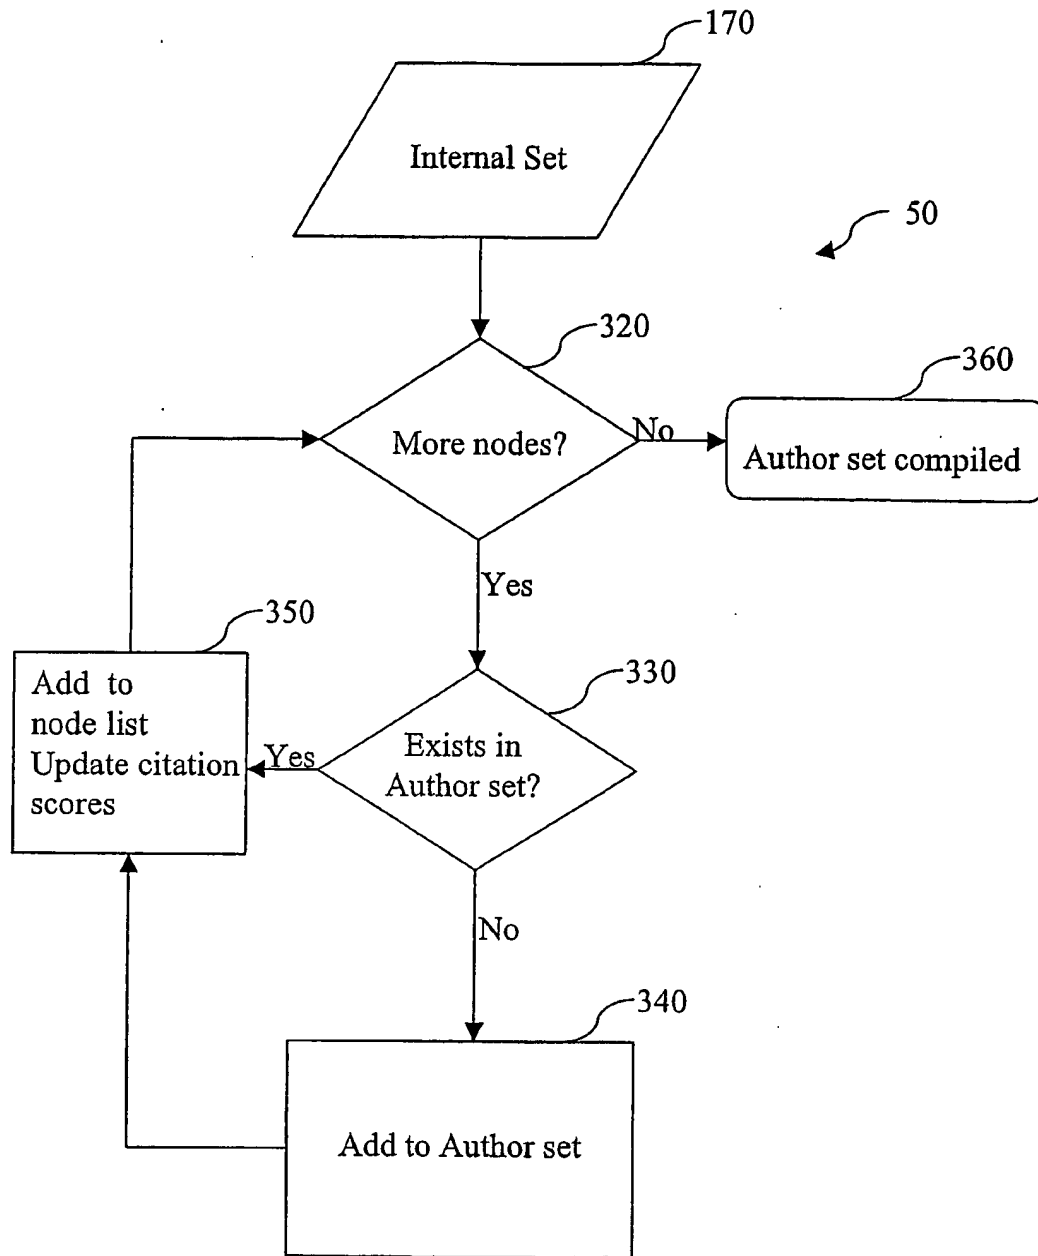 170
Internal Set
50
320
360
More nodes?
No
Author set compiled
Yes
350
330
Add to
node list
Update citation
scores
Yes
Exists in
Author set?
No
340
Add to Author set